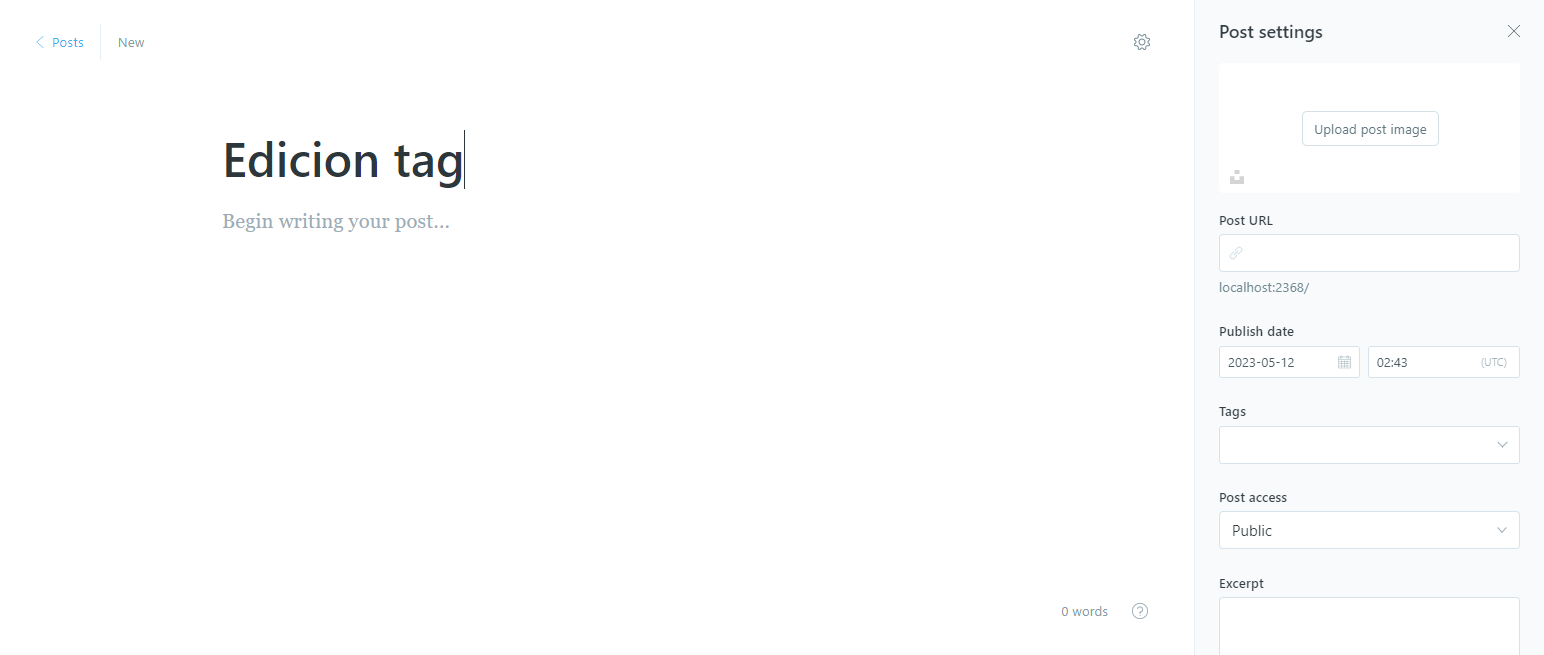 Posts
New
Edicion tag
Begin writing your post...
0 words
Post settings
Upload post image
Post URL
localhost:2368/
Publish date
2023-05-12
02:43 (UTC)
Tags
Post access
Public
Excerpt